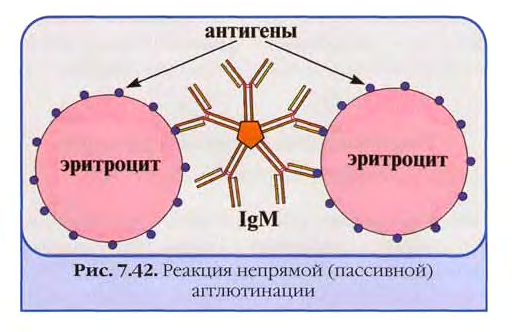 антигены
эритроцит
эритроцит
IgM
Рис. 7.42. Реакция непрямой (пассивной)
агглютинации